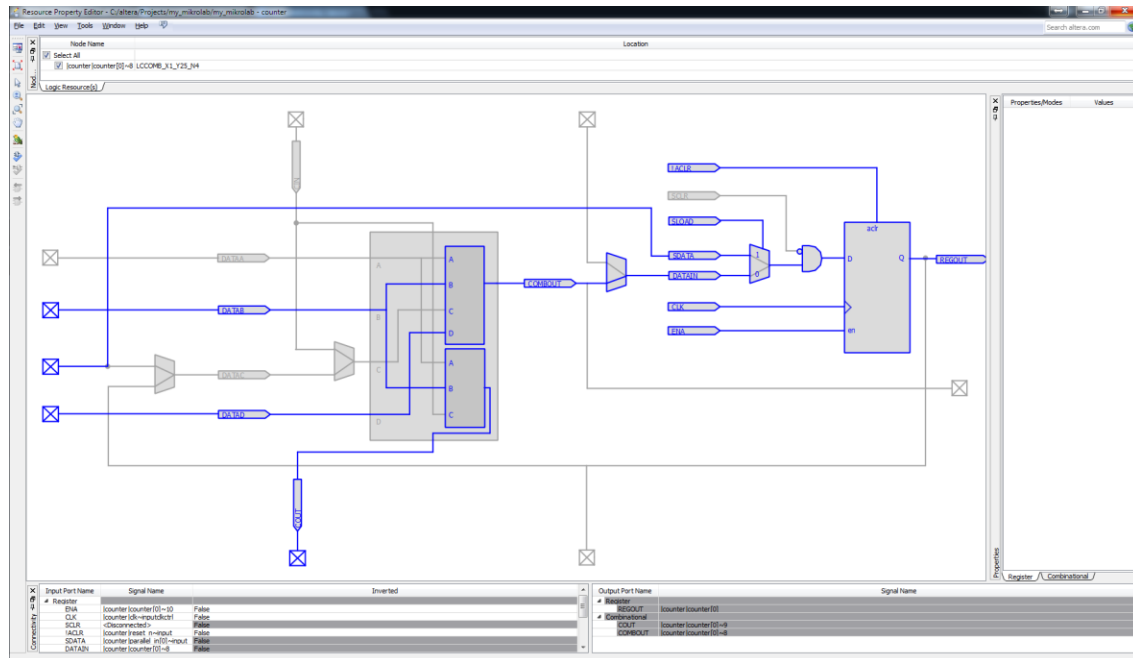 Resource Property Editor - C:/altera/Projects/my_mikrolab/my_mikrolab - counter
File Edit View Tools Window Help
Search altera.com
Node Name Location
Select All
|counter|counter[0]~8 LCCOMB_X1_Y25_N4
Nod...
Logic Resource(s)
Properties/Modes Values
!ACLR
SCLR
SLOAD
aclr
DATAA
A
A
SDATA
1
D
Q
REGOUT
B
COMBOUT
DATAIN
0
DATAB
B
C
CLK
ENA
en
D
A
DATAC
C
B
DATAD
D
C
COUT
Properties
Register Combinational
Connectivity
Input Port Name Signal Name Inverted
Register
ENA |counter|counter[0]~10 False
CLK |counter|clk~inputclkctrl False
SCLR <Disconnected> False
!ACLR |counter|reset_n~input False
SDATA |counter|parallel_in[0]~input False
DATAIN |counter|counter[0]~8 False
Output Port Name Signal Name
Register
REGOUT |counter|counter[0]
Combinational
COUT |counter|counter[0]~9
COMBOUT |counter|counter[0]~8